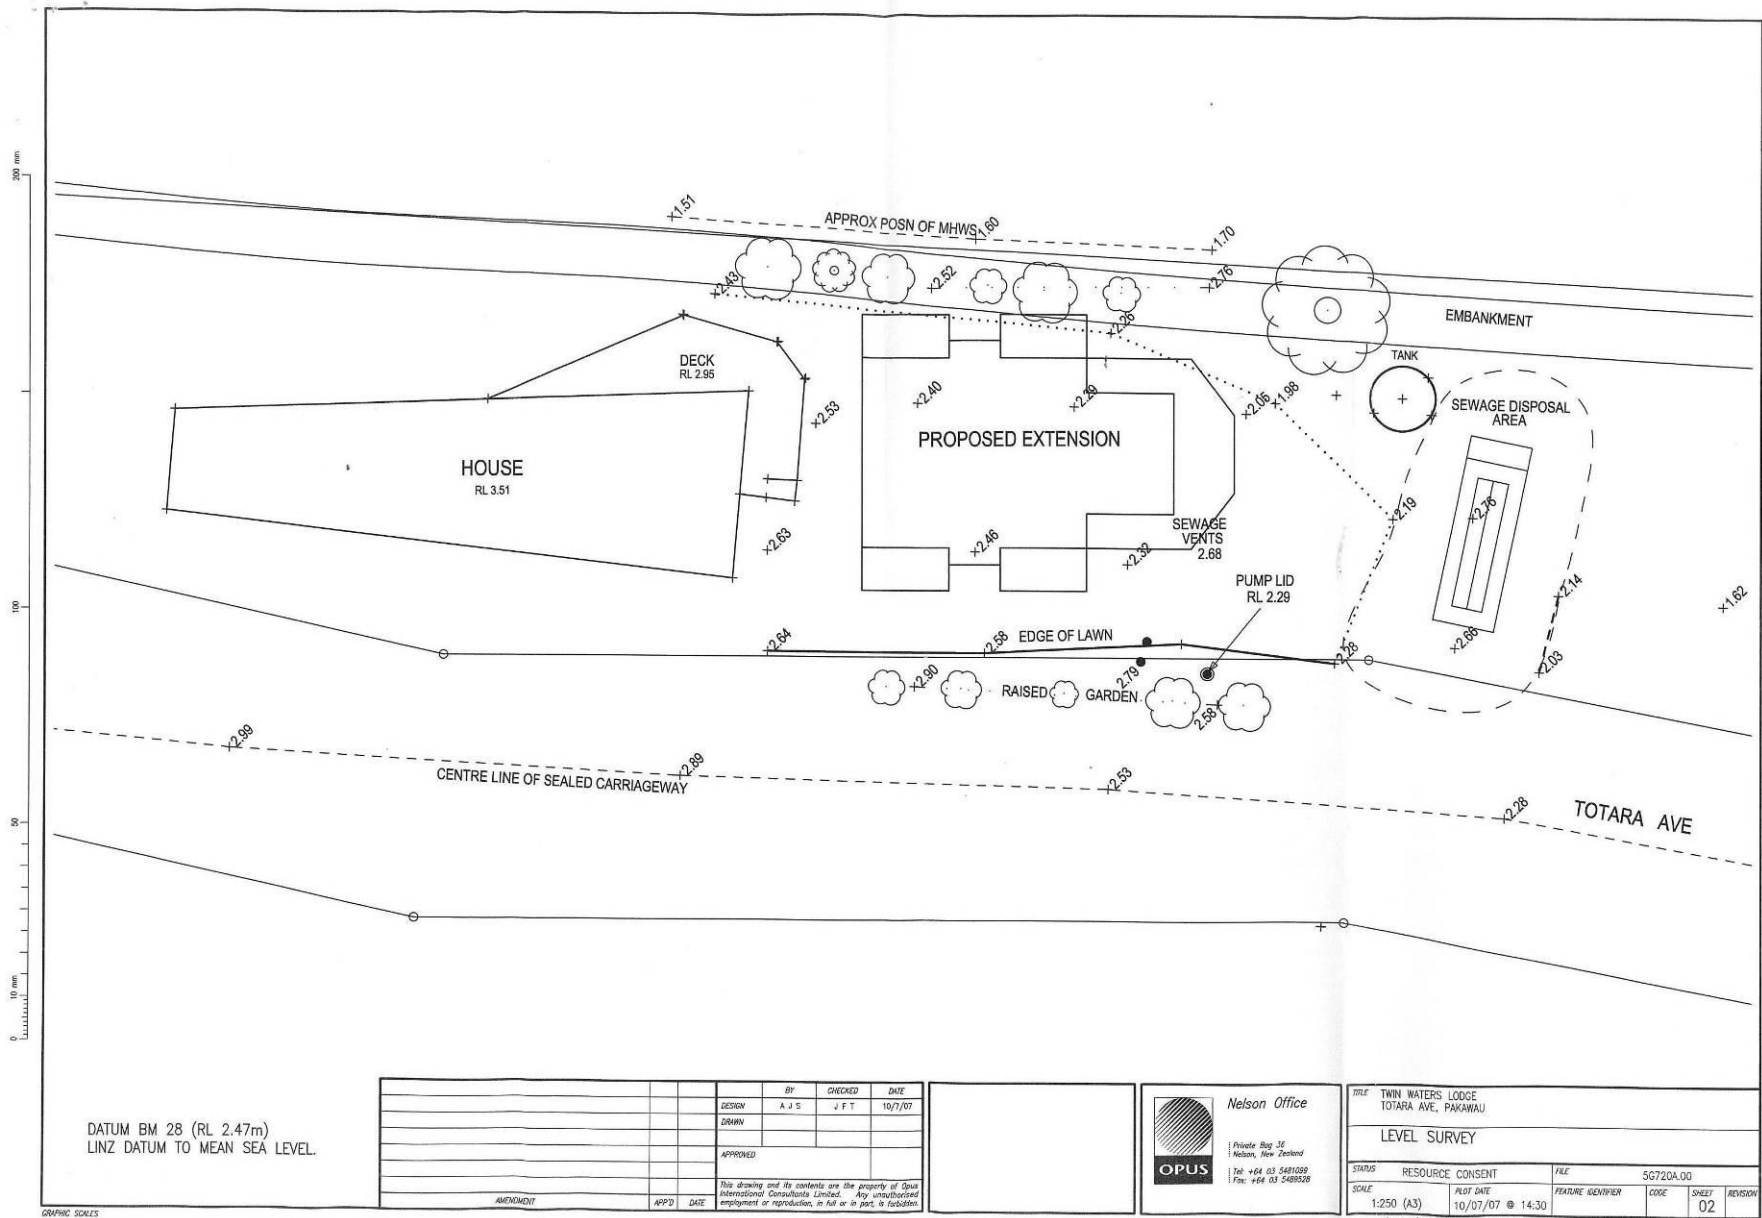 200 mm
100
50
10 mm
0
1.51
APPROX POSN OF MHWS
1.60
1.70
2.43
2.52
2.76
2.26
EMBANKMENT
TANK
DECK
RL 2.95
2.53
2.40
2.29
2.06
1.98
SEWAGE DISPOSAL
AREA
PROPOSED EXTENSION
HOUSE
RL 3.51
2.19
2.76
2.63
2.46
2.32
SEWAGE
VENTS
2.68
PUMP LID
RL 2.29
2.14
1.62
2.64
2.58
EDGE OF LAWN
2.28
2.66
2.03
2.90
RAISED GARDEN
2.79
2.58
2.99
CENTRE LINE OF SEALED CARRIAGEWAY
2.89
2.53
2.28
TOTARA AVE
DATUM BM 28 (RL 2.47m)
LINZ DATUM TO MEAN SEA LEVEL.
GRAPHIC SCALES
AMENDMENT APP'D DATE
BY CHECKED DATE
DESIGN A J S J F T 10/7/07
DRAWN
APPROVED
This drawing and its contents are the property of Opus
International Consultants Limited. Any unauthorised
employment or reproduction, in full or in part, is forbidden.
OPUS
Nelson Office
Private Bag 36
Nelson, New Zealand
Tel: +64 03 5481099
Fax: +64 03 5489528
TITLE TWIN WATERS LODGE
TOTARA AVE, PAKAWAU
LEVEL SURVEY
STATUS RESOURCE CONSENT
FILE 5G720A.00
SCALE 1:250 (A3)
PLOT DATE 10/07/07 @ 14:30
FEATURE IDENTIFIER
CODE
SHEET 02
REVISION